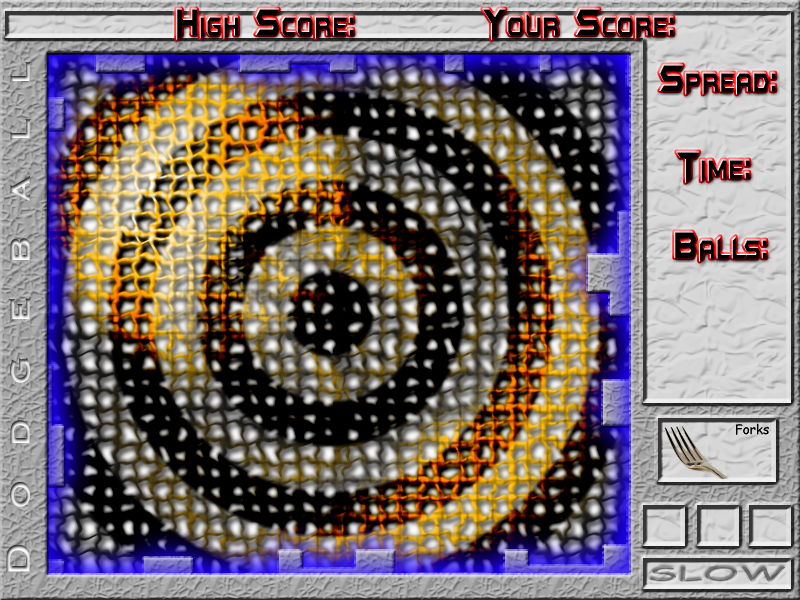 High Score: Your Score:
Spread:
Time:
Balls:
Forks
SLOW
DODGEBALL